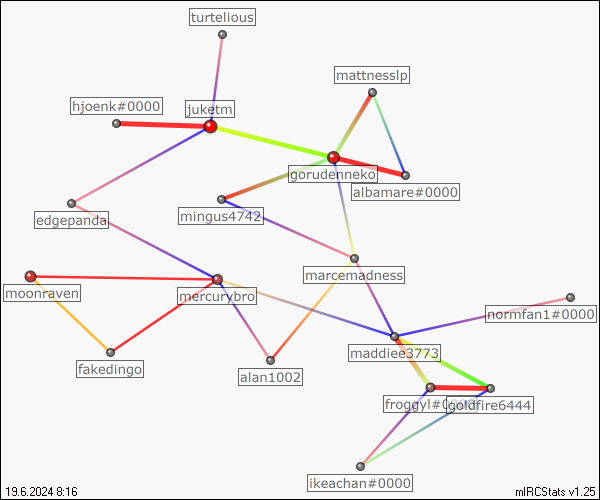 turtelious
mattnesslp
hjoenk#0000
juketm
gorudenneko
albamare#0000
edgepanda
mingus4742
marcemadness
moonraven
mercurybro
normfan1#0000
maddiee3773
fakedingo
alan1002
froggyl#0
goldfire6444
ikeachan#0000
19.6.2024 8:16
mIRCStats v1.25